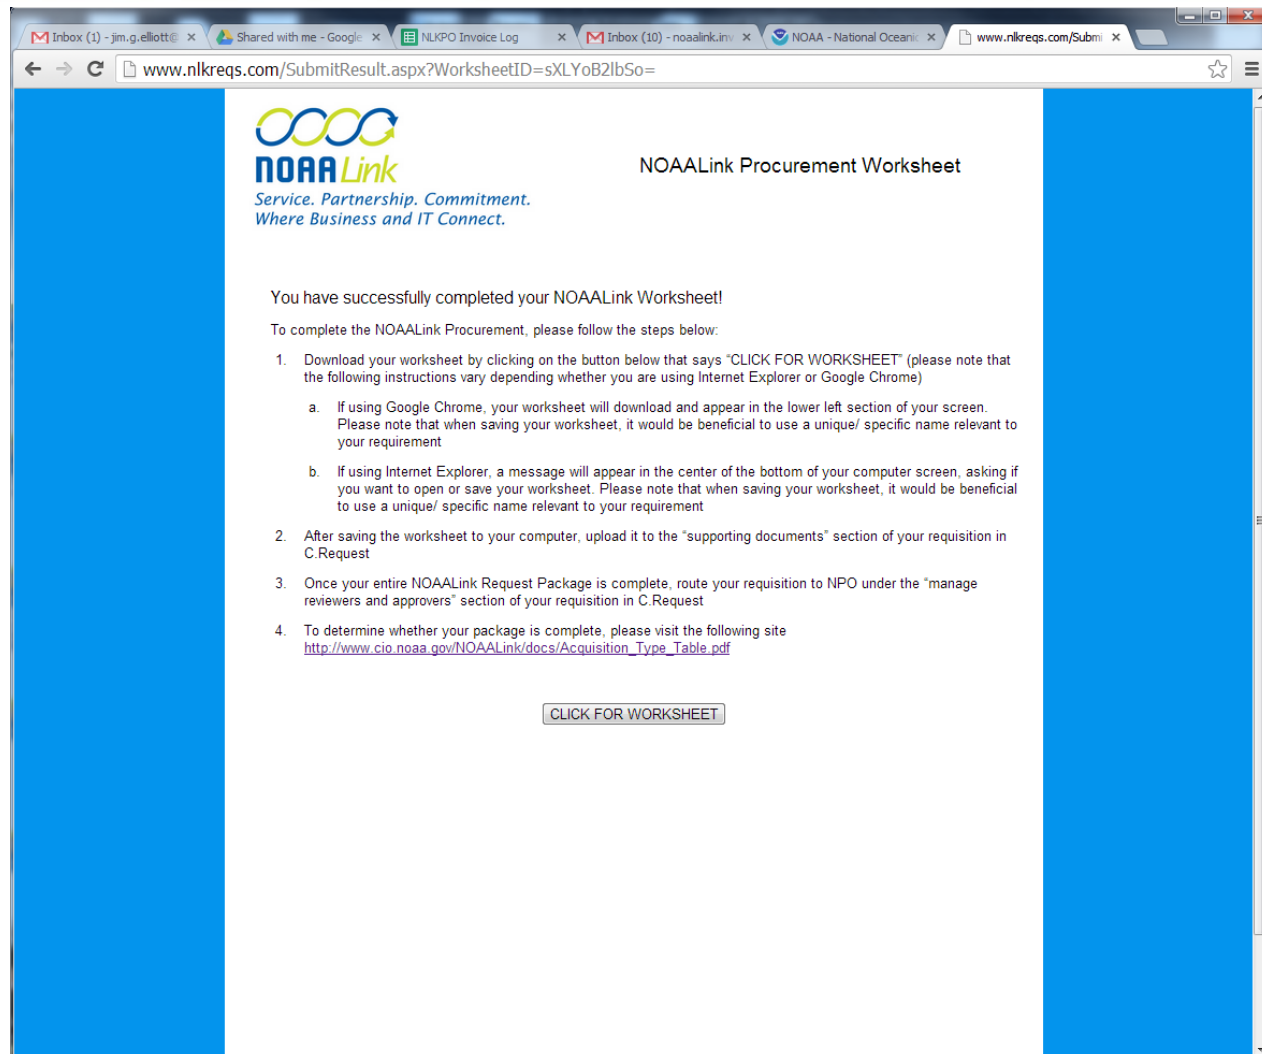 Inbox (1) - jim.g.elliott@
Shared with me - Google
NLKPO Invoice Log
Inbox (10) - noaalink.inv
NOAA - National Oceanic
www.nlkreqs.com/Submi
www.nlkreqs.com/SubmitResult.aspx?WorksheetID=sXLYoB2lbSo=
NOAALink
Service. Partnership. Commitment.
Where Business and IT Connect.
NOAALink Procurement Worksheet
You have successfully completed your NOAALink Worksheet!
To complete the NOAALink Procurement, please follow the steps below:
1. Download your worksheet by clicking on the button below that says “CLICK FOR WORKSHEET” (please note that
the following instructions vary depending whether you are using Internet Explorer or Google Chrome)
a. If using Google Chrome, your worksheet will download and appear in the lower left section of your screen.
Please note that when saving your worksheet, it would be beneficial to use a unique/ specific name relevant to
your requirement
b. If using Internet Explorer, a message will appear in the center of the bottom of your computer screen, asking if
you want to open or save your worksheet. Please note that when saving your worksheet, it would be beneficial
to use a unique/ specific name relevant to your requirement
2. After saving the worksheet to your computer, upload it to the “supporting documents” section of your requisition in
C.Request
3. Once your entire NOAALink Request Package is complete, route your requisition to NPO under the “manage
reviewers and approvers” section of your requisition in C.Request
4. To determine whether your package is complete, please visit the following site
http://www.cio.noaa.gov/NOAALink/docs/Acquisition_Type_Table.pdf
CLICK FOR WORKSHEET